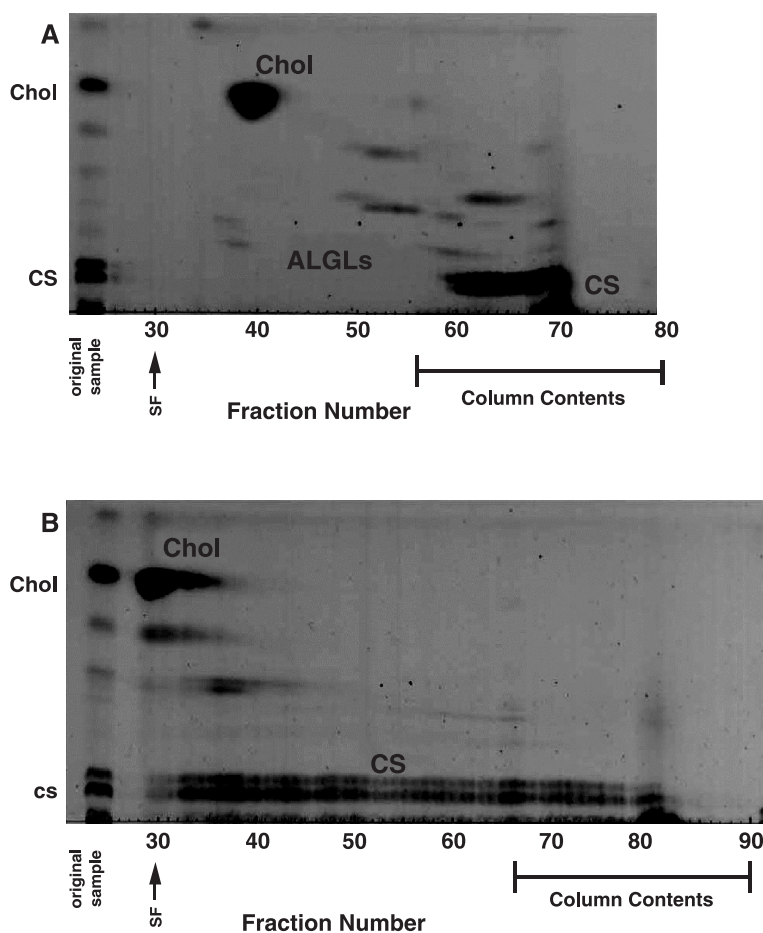 A
Chol
Chol
ALGLs
CS
CS
30 40 50 60 70 80
original
sample
SF
Fraction Number
Column Contents
B
Chol
Chol
CS
cs
30 40 50 60 70 80 90
original
sample
SF
Fraction Number
Column Contents